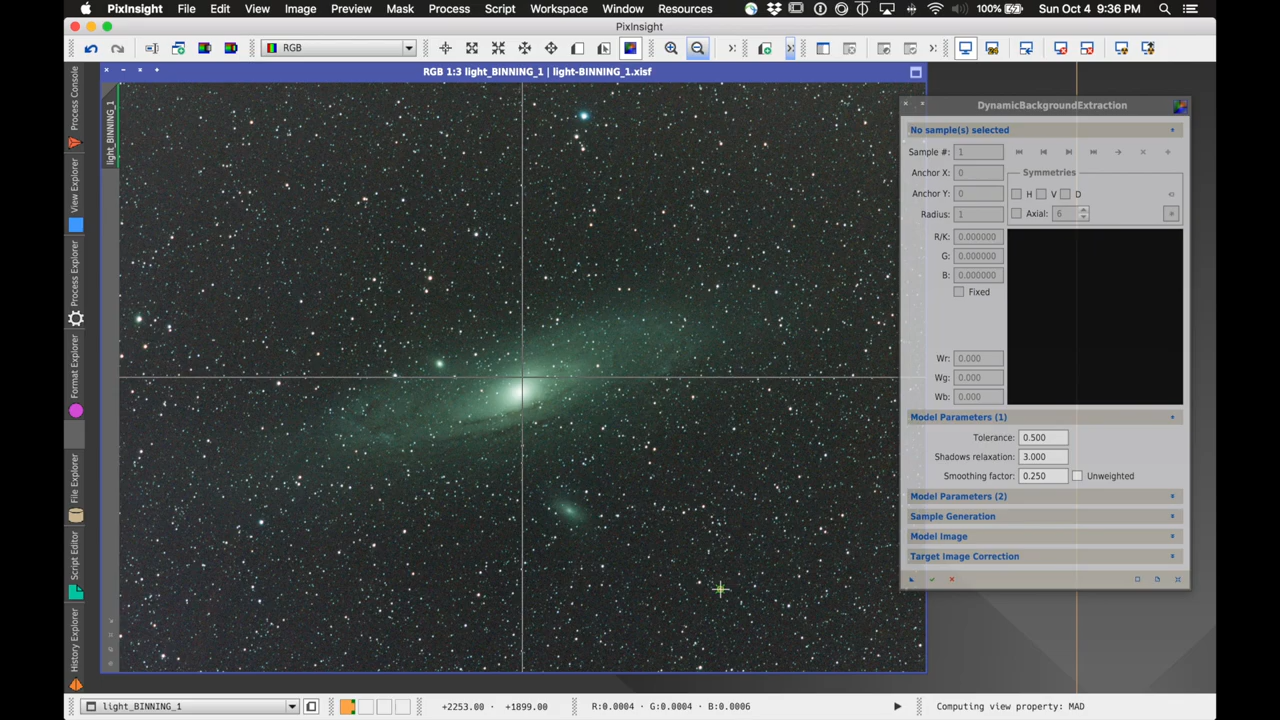 PixInsight File Edit View Image Preview Mask Process Script Workspace Window Resources 100% Sun Oct 4 9:36 PM
PixInsight
RGB
RGB 1:3 light_BINNING_1 | light-BINNING_1.xisf
light_BINNING_1
Process Console
View Explorer
Process Explorer
Format Explorer
File Explorer
Script Editor
History Explorer
DynamicBackgroundExtraction
No sample(s) selected
Sample #: 1
Anchor X: 0
Symmetries
Anchor Y: 0
H V D
Radius: 1
Axial: 6
R/K: 0.000000
G: 0.000000
B: 0.000000
Fixed
Wr: 0.000
Wg: 0.000
Wb: 0.000
Model Parameters (1)
Tolerance: 0.500
Shadows relaxation: 3.000
Smoothing factor: 0.250 Unweighted
Model Parameters (2)
Sample Generation
Model Image
Target Image Correction
light_BINNING_1
+2253.00 · +1899.00
R:0.0004 · G:0.0004 · B:0.0006
Computing view property: MAD